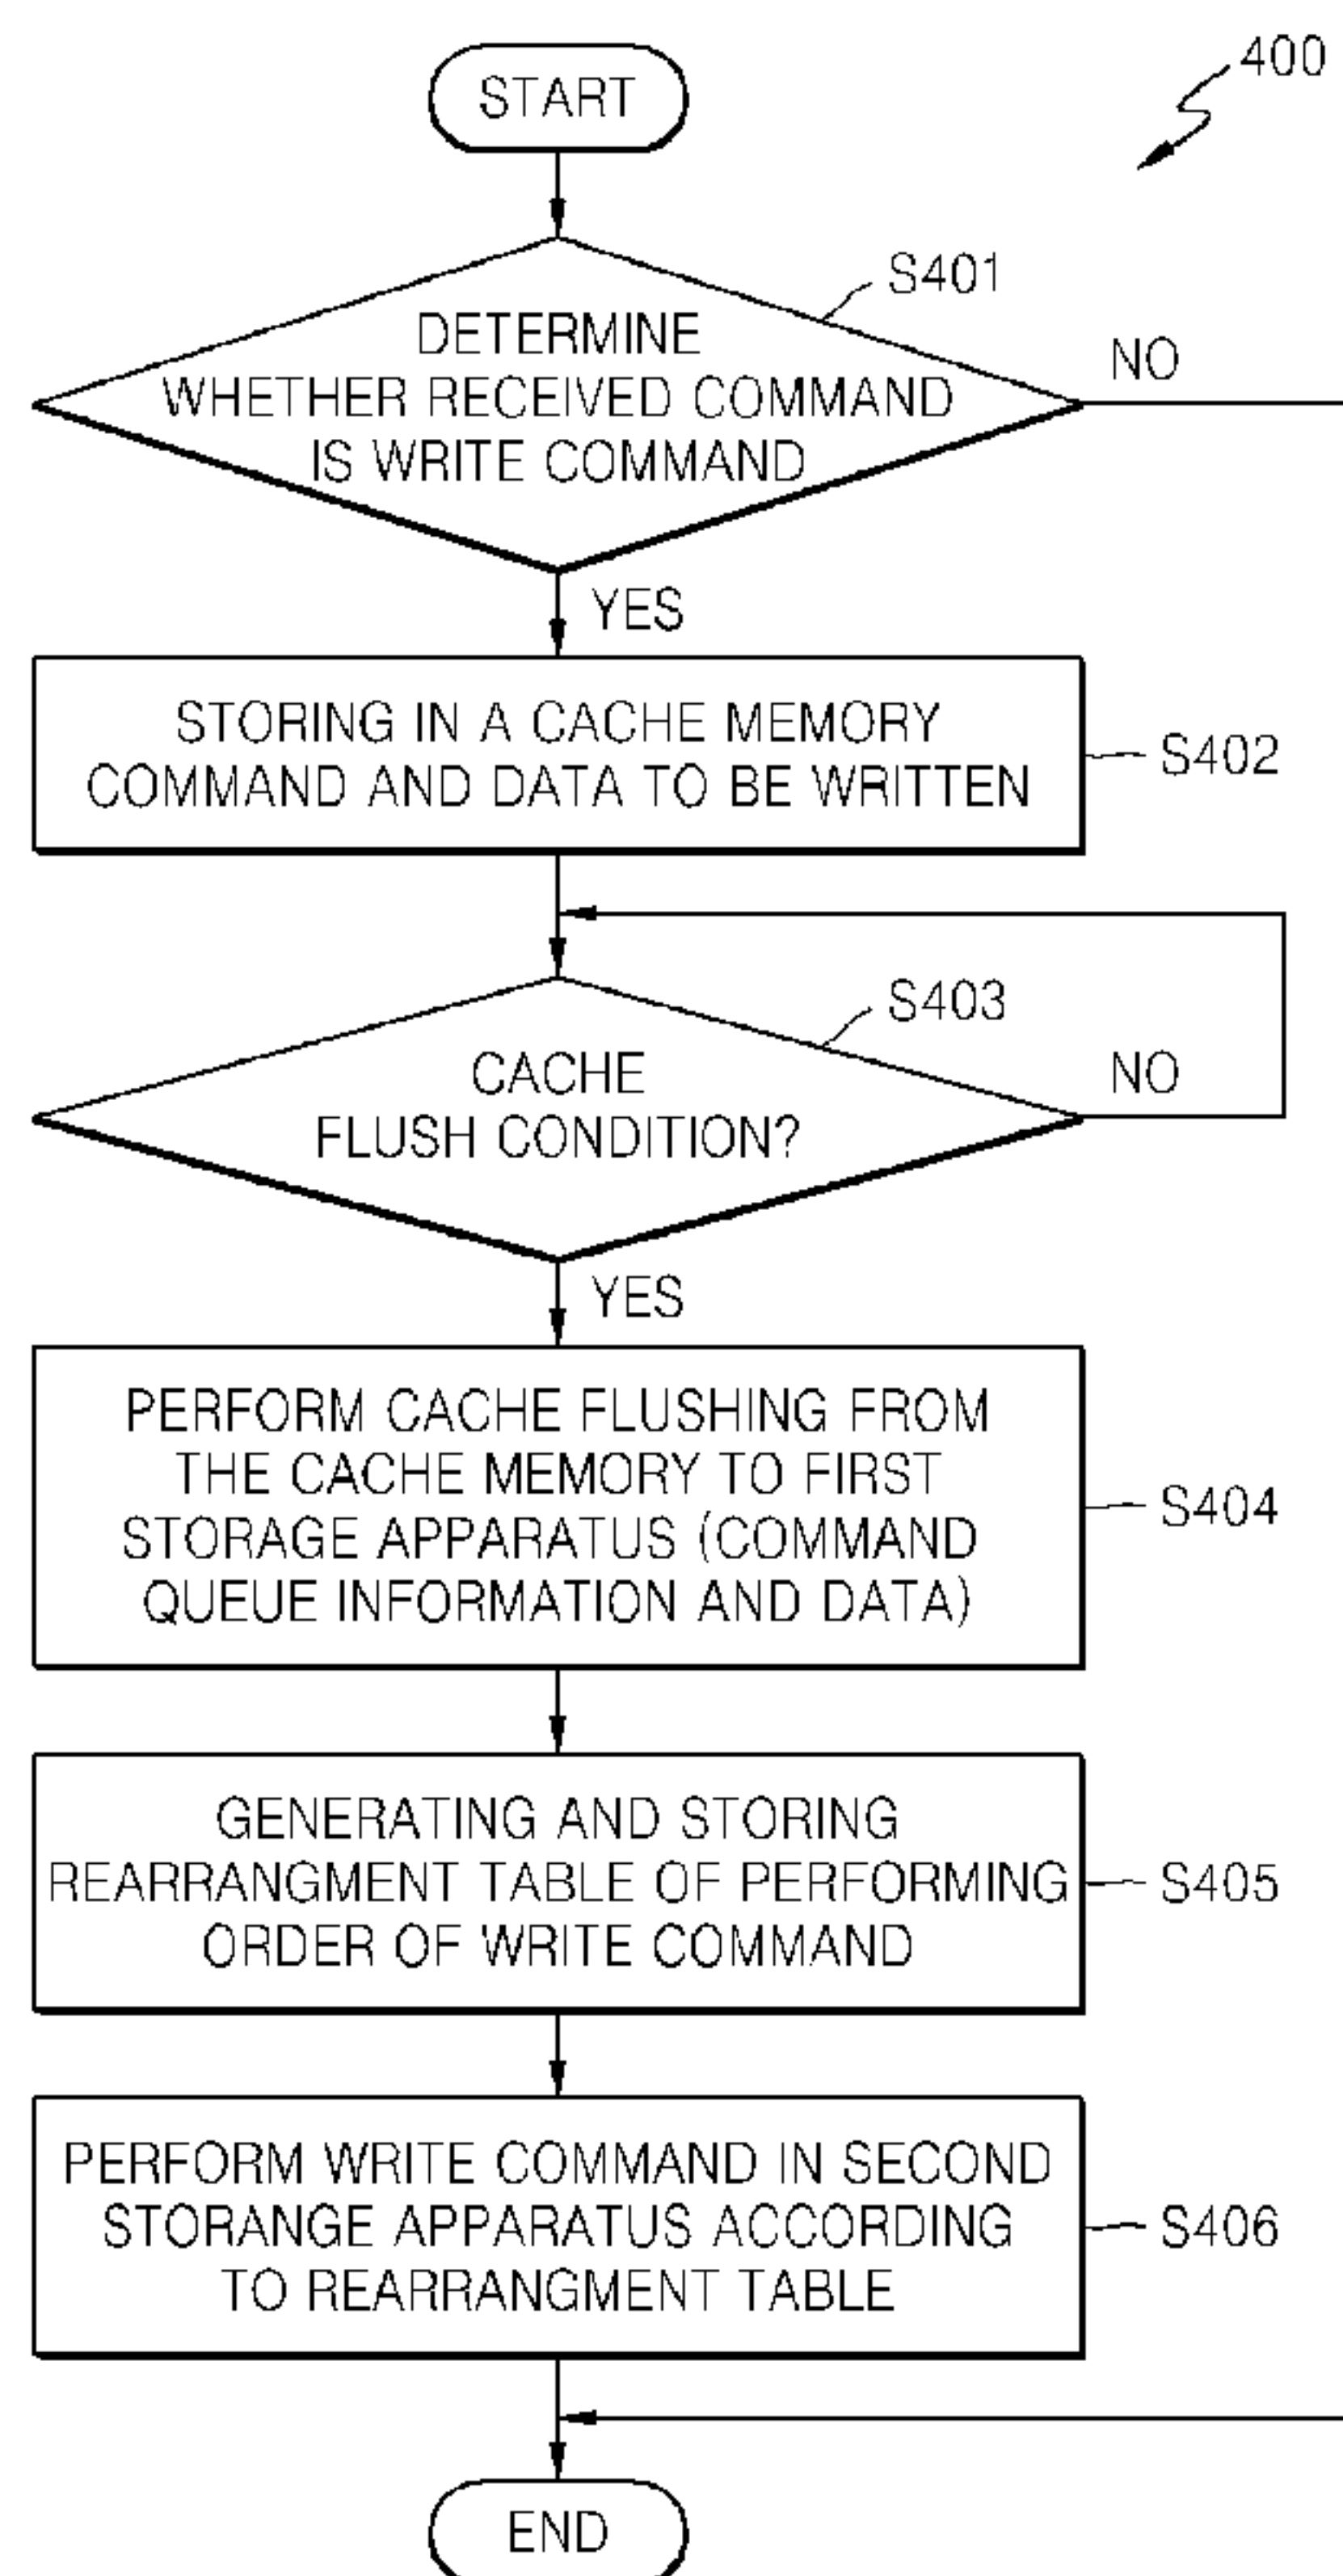 400
START
S401
DETERMINE
WHETHER RECEIVED COMMAND
IS WRITE COMMAND
NO
YES
STORING IN A CACHE MEMORY
COMMAND AND DATA TO BE WRITTEN
S402
S403
CACHE
FLUSH CONDITION?
NO
YES
PERFORM CACHE FLUSHING FROM
THE CACHE MEMORY TO FIRST
STORAGE APPARATUS (COMMAND
QUEUE INFORMATION AND DATA)
S404
GENERATING AND STORING
REARRANGMENT TABLE OF PERFORMING
ORDER OF WRITE COMMAND
S405
PERFORM WRITE COMMAND IN SECOND
STORANGE APPARATUS ACCORDING
TO REARRANGMENT TABLE
S406
END